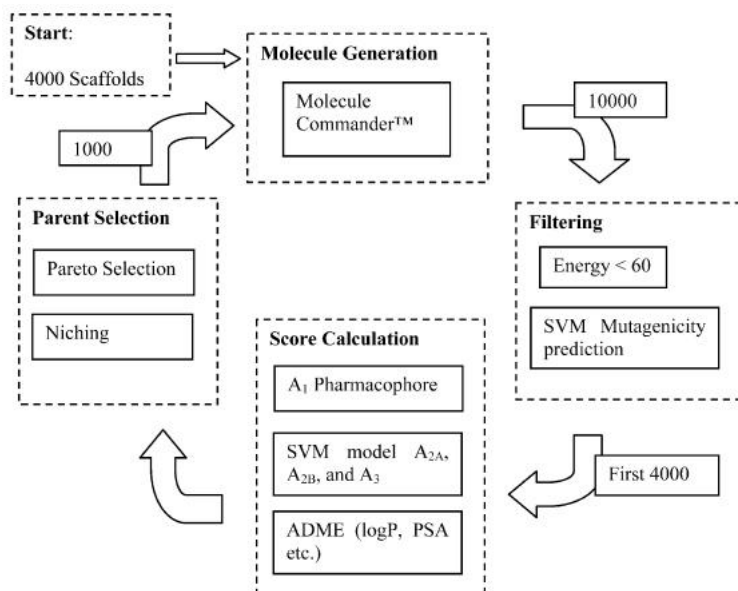 Start:
4000 Scaffolds
Molecule Generation
Molecule
Commander™
10000
1000
Parent Selection
Pareto Selection
Niching
Filtering
Energy < 60
SVM Mutagenicity
prediction
Score Calculation
A₁ Pharmacophore
SVM model A₂A,
A₂B, and A₃
ADME (logP, PSA
etc.)
First 4000